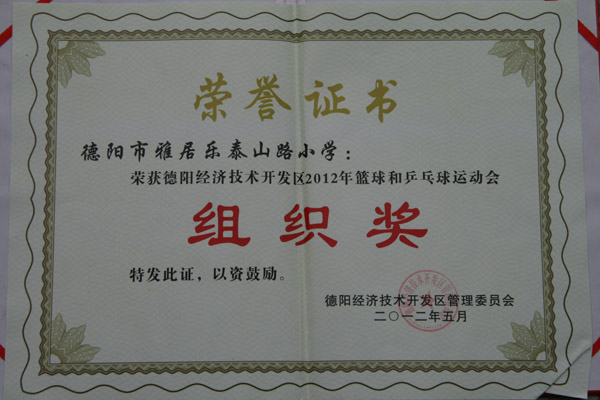 荣誉证书
德阳市雅居乐泰山路小学：
荣获德阳经济技术开发区2012年篮球和乒乓球运动会
组织奖
特发此证，以资鼓励。
德阳经济技术开发区管理委员会
二〇一二年五月